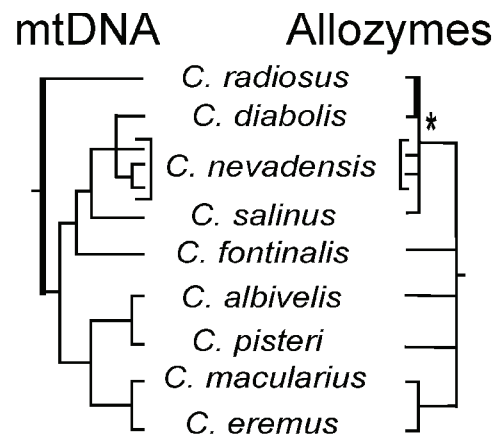 mtDNA Allozymes
C. radiosus
C. diabolis
*
C. nevadensis
C. salinus
C. fontinalis
C. albivelis
C. pisteri
C. macularius
C. eremus